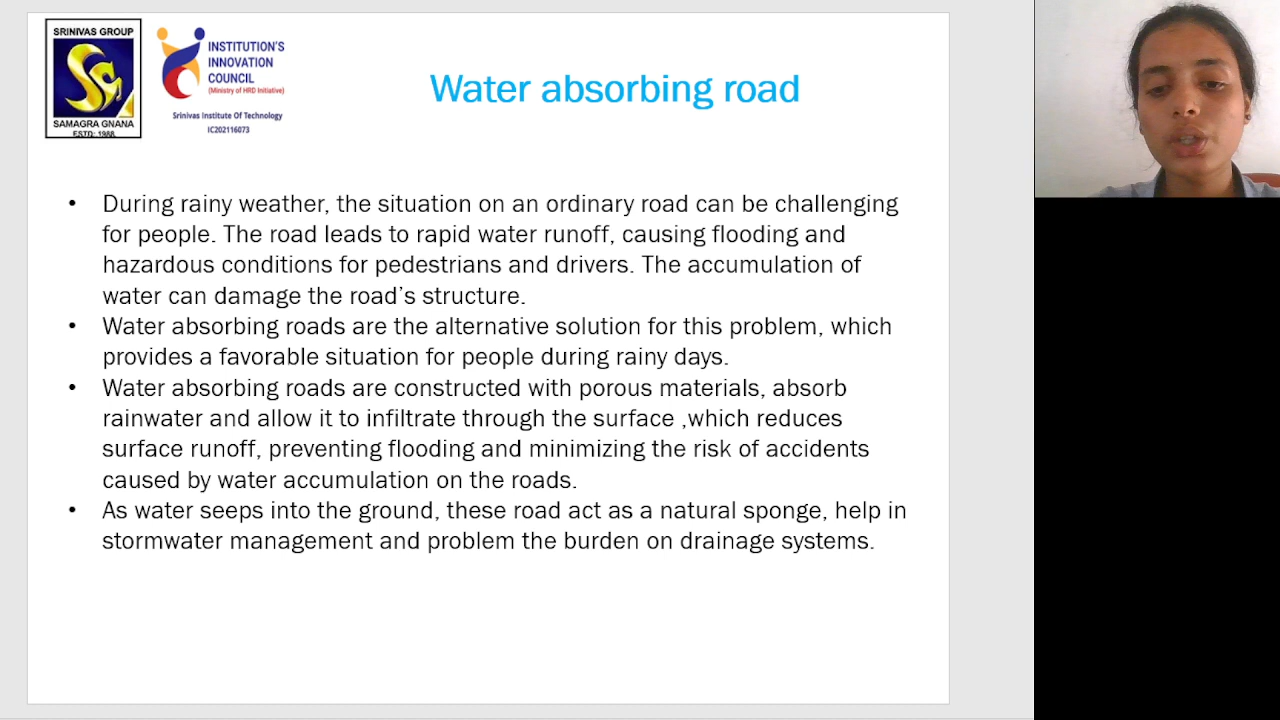 SRINIVAS GROUP
SAMAGRA GNANA
ESTD: 1988
INSTITUTION'S
INNOVATION
COUNCIL
(Ministry of HRD Initiative)
Srinivas Institute Of Technology
IC202116073
Water absorbing road
• During rainy weather, the situation on an ordinary road can be challenging
for people. The road leads to rapid water runoff, causing flooding and
hazardous conditions for pedestrians and drivers. The accumulation of
water can damage the road’s structure.
• Water absorbing roads are the alternative solution for this problem, which
provides a favorable situation for people during rainy days.
• Water absorbing roads are constructed with porous materials, absorb
rainwater and allow it to infiltrate through the surface ,which reduces
surface runoff, preventing flooding and minimizing the risk of accidents
caused by water accumulation on the roads.
• As water seeps into the ground, these road act as a natural sponge, help in
stormwater management and problem the burden on drainage systems.